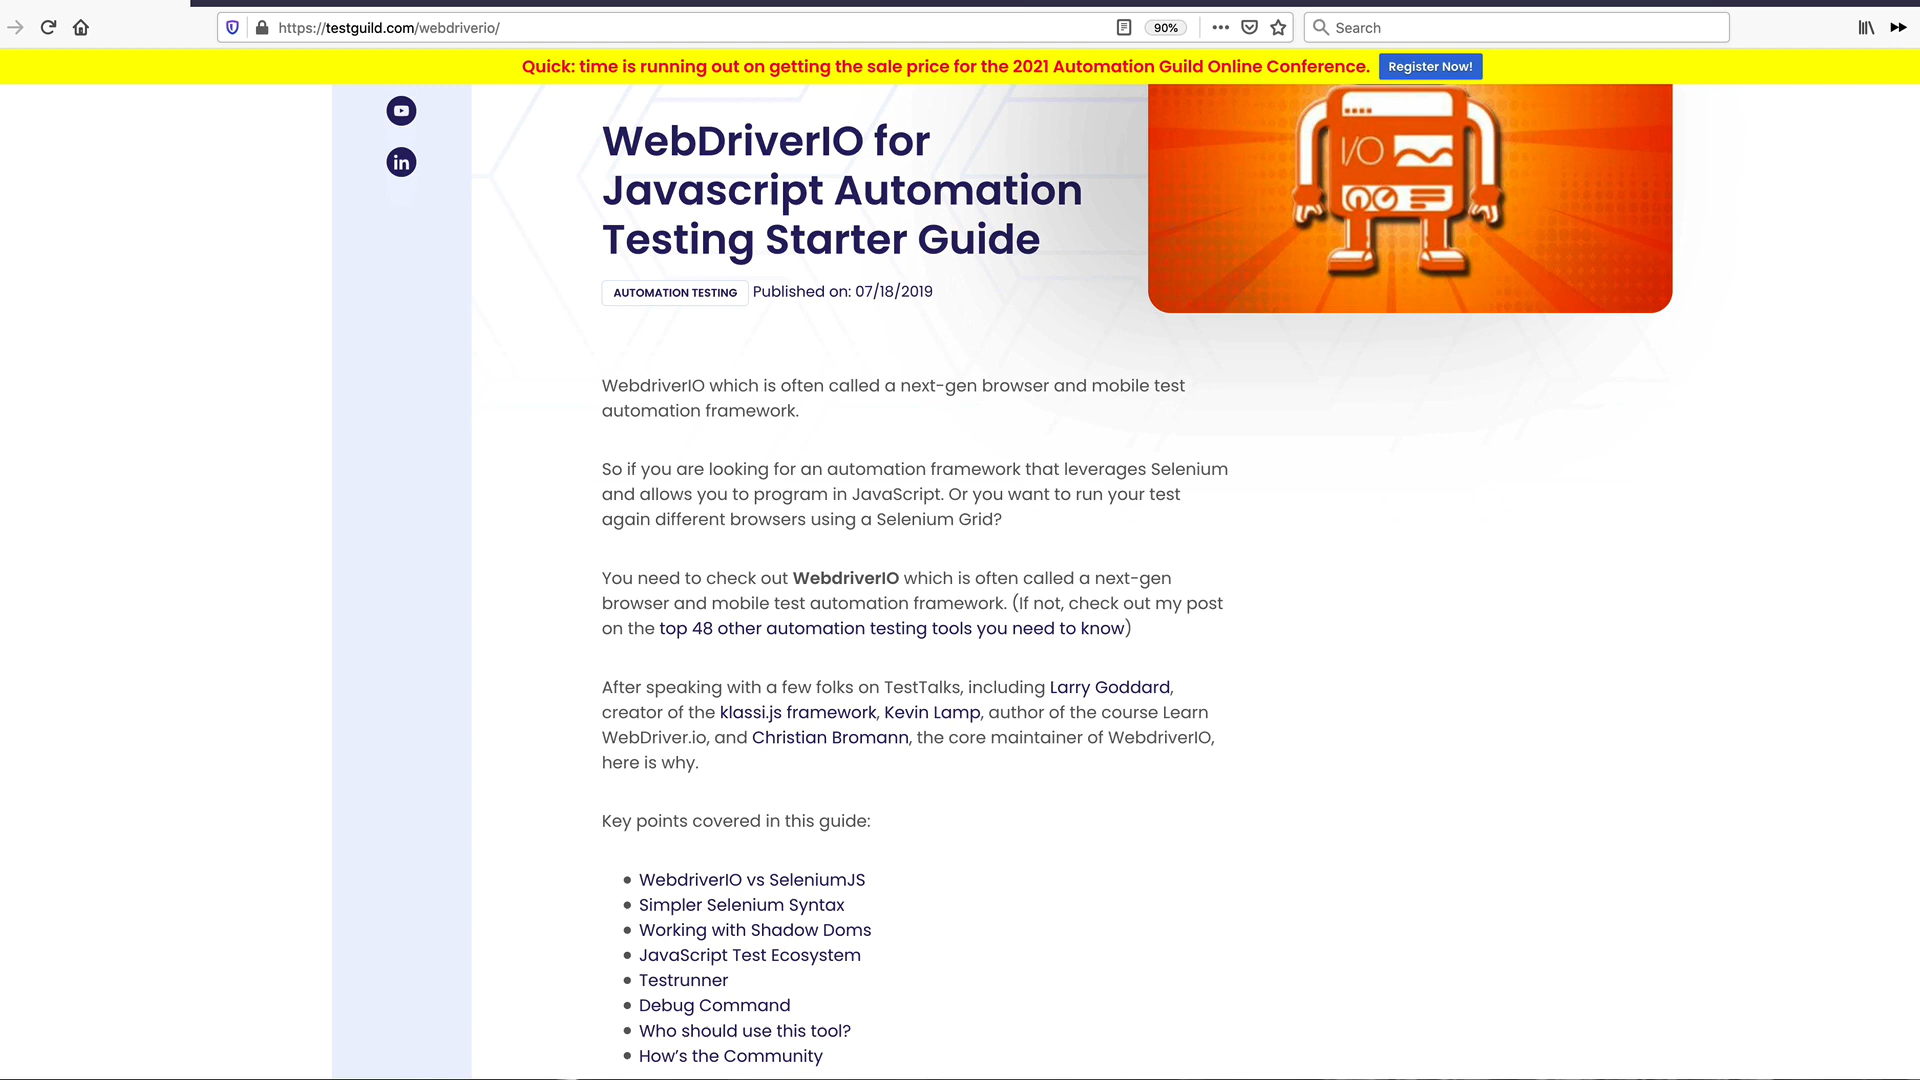 https://testguild.com/webdriverio/
90%
Search
Quick: time is running out on getting the sale price for the 2021 Automation Guild Online Conference.
Register Now!
in
WebDriverIO for
Javascript Automation
Testing Starter Guide
I/O
AUTOMATION TESTING
Published on: 07/18/2019
WebdriverIO which is often called a next-gen browser and mobile test
automation framework.
So if you are looking for an automation framework that leverages Selenium
and allows you to program in JavaScript. Or you want to run your test
again different browsers using a Selenium Grid?
You need to check out WebdriverIO which is often called a next-gen
browser and mobile test automation framework. (If not, check out my post
on the top 48 other automation testing tools you need to know)
After speaking with a few folks on TestTalks, including Larry Goddard,
creator of the klassi.js framework, Kevin Lamp, author of the course Learn
WebDriver.io, and Christian Bromann, the core maintainer of WebdriverIO,
here is why.
Key points covered in this guide:
WebdriverIO vs SeleniumJS
Simpler Selenium Syntax
Working with Shadow Doms
JavaScript Test Ecosystem
Testrunner
Debug Command
Who should use this tool?
How’s the Community